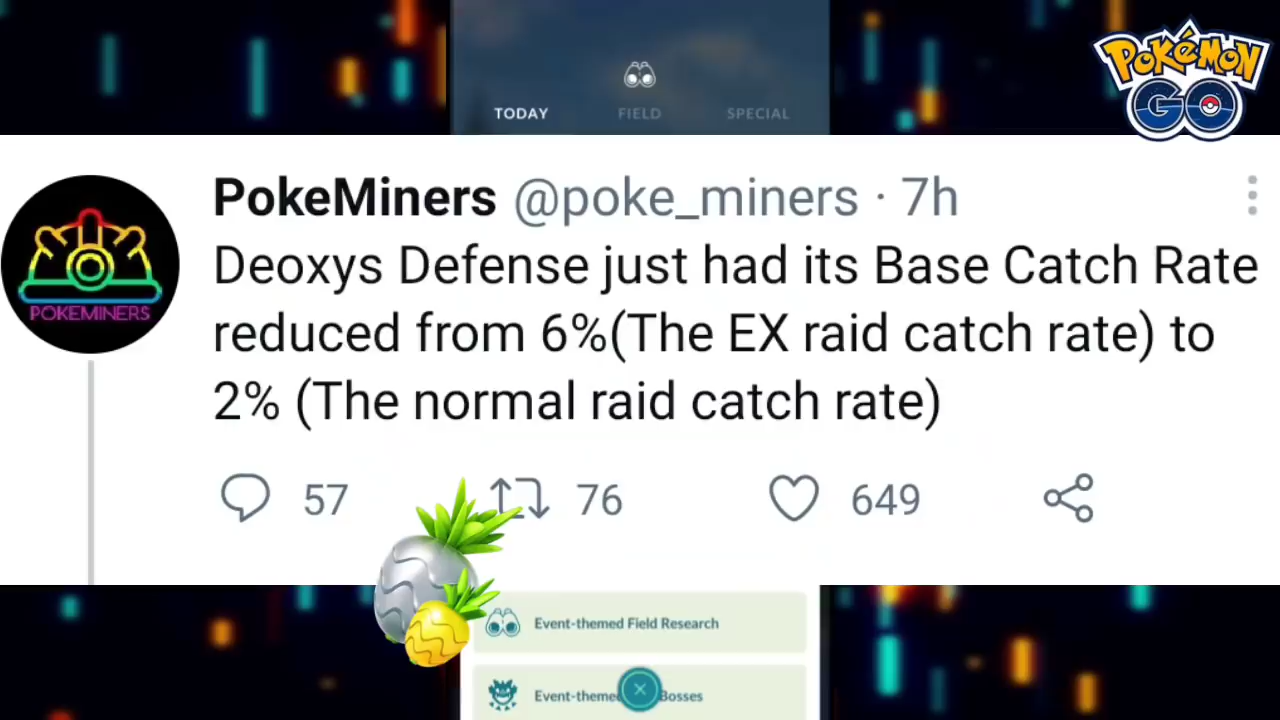 POKÉMON
GO
TODAY
FIELD
SPECIAL
PokeMiners @poke_miners · 7h
POKEMINERS
Deoxys Defense just had its Base Catch Rate
reduced from 6%(The EX raid catch rate) to
2% (The normal raid catch rate)
57
76
649
Event-themed Field Research
Event-theme
Bosses